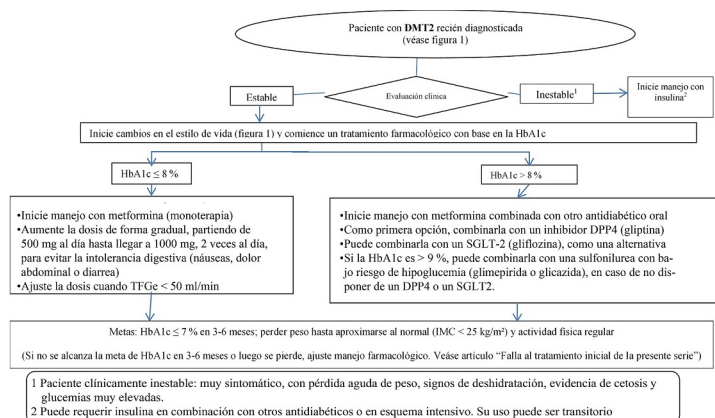 Paciente con DMT2 recién diagnosticada
(véase figura 1)
Evaluación clínica
Estable
Inestable1
Inicie manejo con
insulina2
Inicie cambios en el estilo de vida (figura 1) y comience un tratamiento farmacológico con base en la HbA1c
HbA1c ≤ 8 %
HbA1c > 8 %
•Inicie manejo con metformina (monoterapia)
•Aumente la dosis de forma gradual, partiendo de
500 mg al día hasta llegar a 1000 mg, 2 veces al día,
para evitar la intolerancia digestiva (náuseas, dolor
abdominal o diarrea)
•Ajuste la dosis cuando TFGe < 50 ml/min
•Inicie manejo con metformina combinada con otro antidiabético oral
•Como primera opción, combinarla con un inhibidor DPP4 (gliptina)
•Puede combinarla con un SGLT-2 (gliflozina), como una alternativa
•Si la HbA1c es > 9 %, puede combinarla con una sulfonilurea con ba-
jo riesgo de hipoglucemia (glimepirida o glicazida), en caso de no dis-
poner de un DPP4 o un SGLT2.
Metas: HbA1c ≤ 7 % en 3-6 meses; perder peso hasta aproximarse al normal (IMC < 25 kg/m²) y actividad física regular
(Si no se alcanza la meta de HbA1c en 3-6 meses o luego se pierde, ajuste manejo farmacológico. Veáse artículo “Falla al tratamiento inicial de la presente serie”)
1 Paciente clínicamente inestable: muy sintomático, con pérdida aguda de peso, signos de deshidratación, evidencia de cetosis y
glucemias muy elevadas.
2 Puede requerir insulina en combinación con otros antidiabéticos o en esquema intensivo. Su uso puede ser transitorio